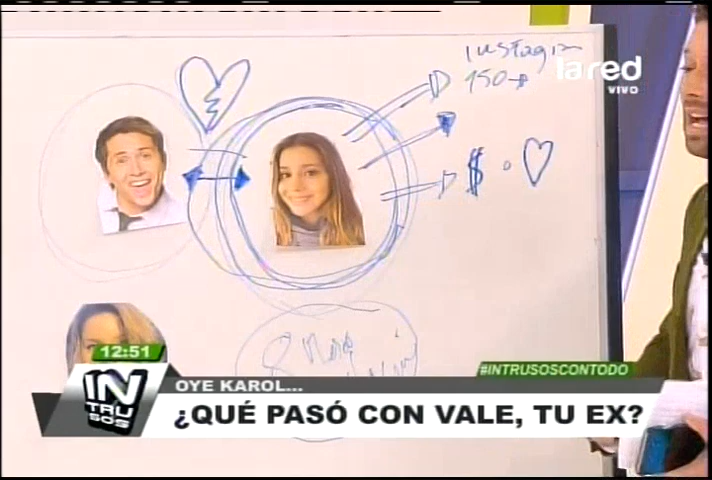 instagram
150
$
la red
VIVO
12:51
#INTRUSOSCONTODO
IN
TRU
SOS
OYE KAROL...
¿QUÉ PASÓ CON VALE, TU EX?